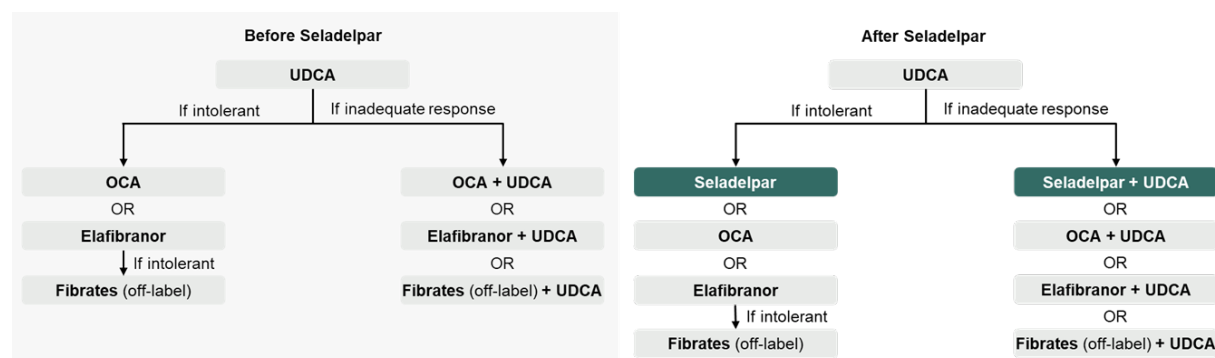 Before Seladelpar
UDCA
If intolerant
If inadequate response
OCA
OR
Elafibranor
If intolerant
Fibrates (off-label)
OCA + UDCA
OR
Elafibranor + UDCA
OR
Fibrates (off-label) + UDCA
After Seladelpar
UDCA
If intolerant
If inadequate response
Seladelpar
OR
OCA
OR
Elafibranor
If intolerant
Fibrates (off-label)
Seladelpar + UDCA
OR
OCA + UDCA
OR
Elafibranor + UDCA
OR
Fibrates (off-label) + UDCA